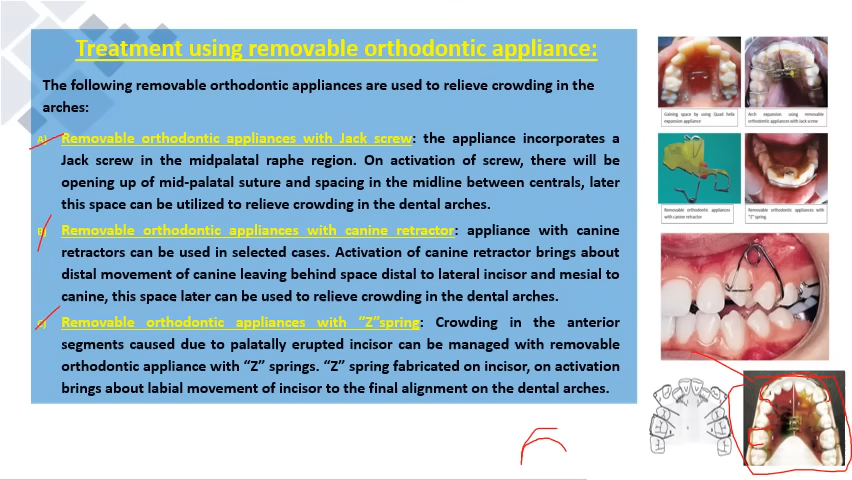 Treatment using removable orthodontic appliance:
The following removable orthodontic appliances are used to relieve crowding in the
arches:
A) Removable orthodontic appliances with Jack screw: the appliance incorporates a
Jack screw in the midpalatal raphe region. On activation of screw, there will be
opening up of mid-palatal suture and spacing in the midline between centrals, later
this space can be utilized to relieve crowding in the dental arches.
B) Removable orthodontic appliances with canine retractor: appliance with canine
retractors can be used in selected cases. Activation of canine retractor brings about
distal movement of canine leaving behind space distal to lateral incisor and mesial to
canine, this space later can be used to relieve crowding in the dental arches.
C) Removable orthodontic appliances with “Z”spring: Crowding in the anterior
segments caused due to palatally erupted incisor can be managed with removable
orthodontic appliance with “Z” springs. “Z” spring fabricated on incisor, on activation
brings about labial movement of incisor to the final alignment on the dental arches.
Gaining space by using Quad helix
expansion appliance
Arch expansion using removable
orthodontic appliances with jack screw
Removable orthodontic appliances
with canine retractor
Removable orthodontic appliances with
"Z" spring